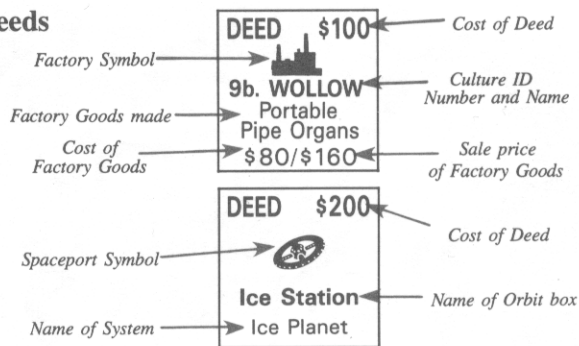 eeds
DEED $100
Cost of Deed
Factory Symbol
9b. WOLLOW
Culture ID
Number and Name
Factory Goods made
Portable
Pipe Organs
Cost of
Factory Goods
$80/$160
Sale price
of Factory Goods
DEED $200
Cost of Deed
Spaceport Symbol
Ice Station
Name of Orbit box
Name of System
Ice Planet